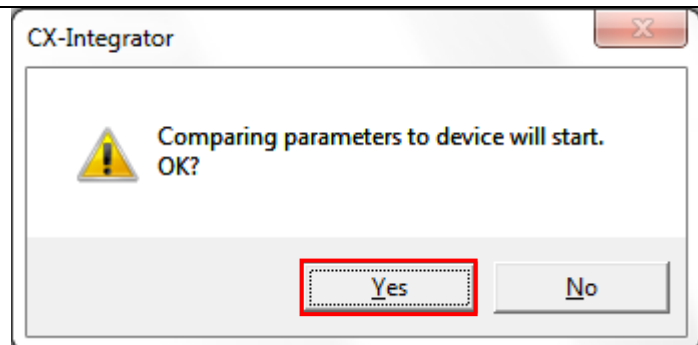 CX-Integrator
Comparing parameters to device will start.
OK?
Yes
No